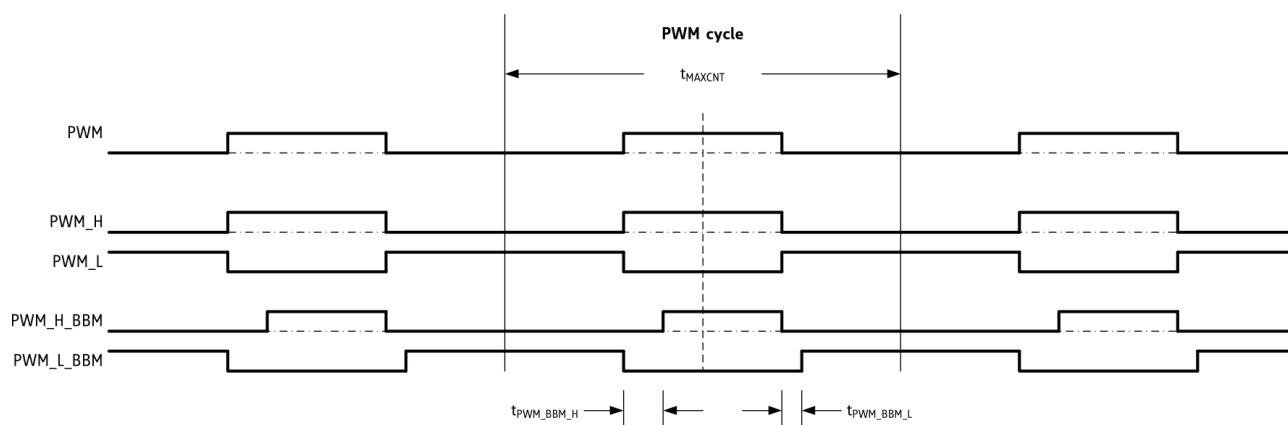 PWM cycle
tMAXCNT
PWM
PWM_H
PWM_L
PWM_H_BBM
PWM_L_BBM
tPWM_BBM_H
tPWM_BBM_L